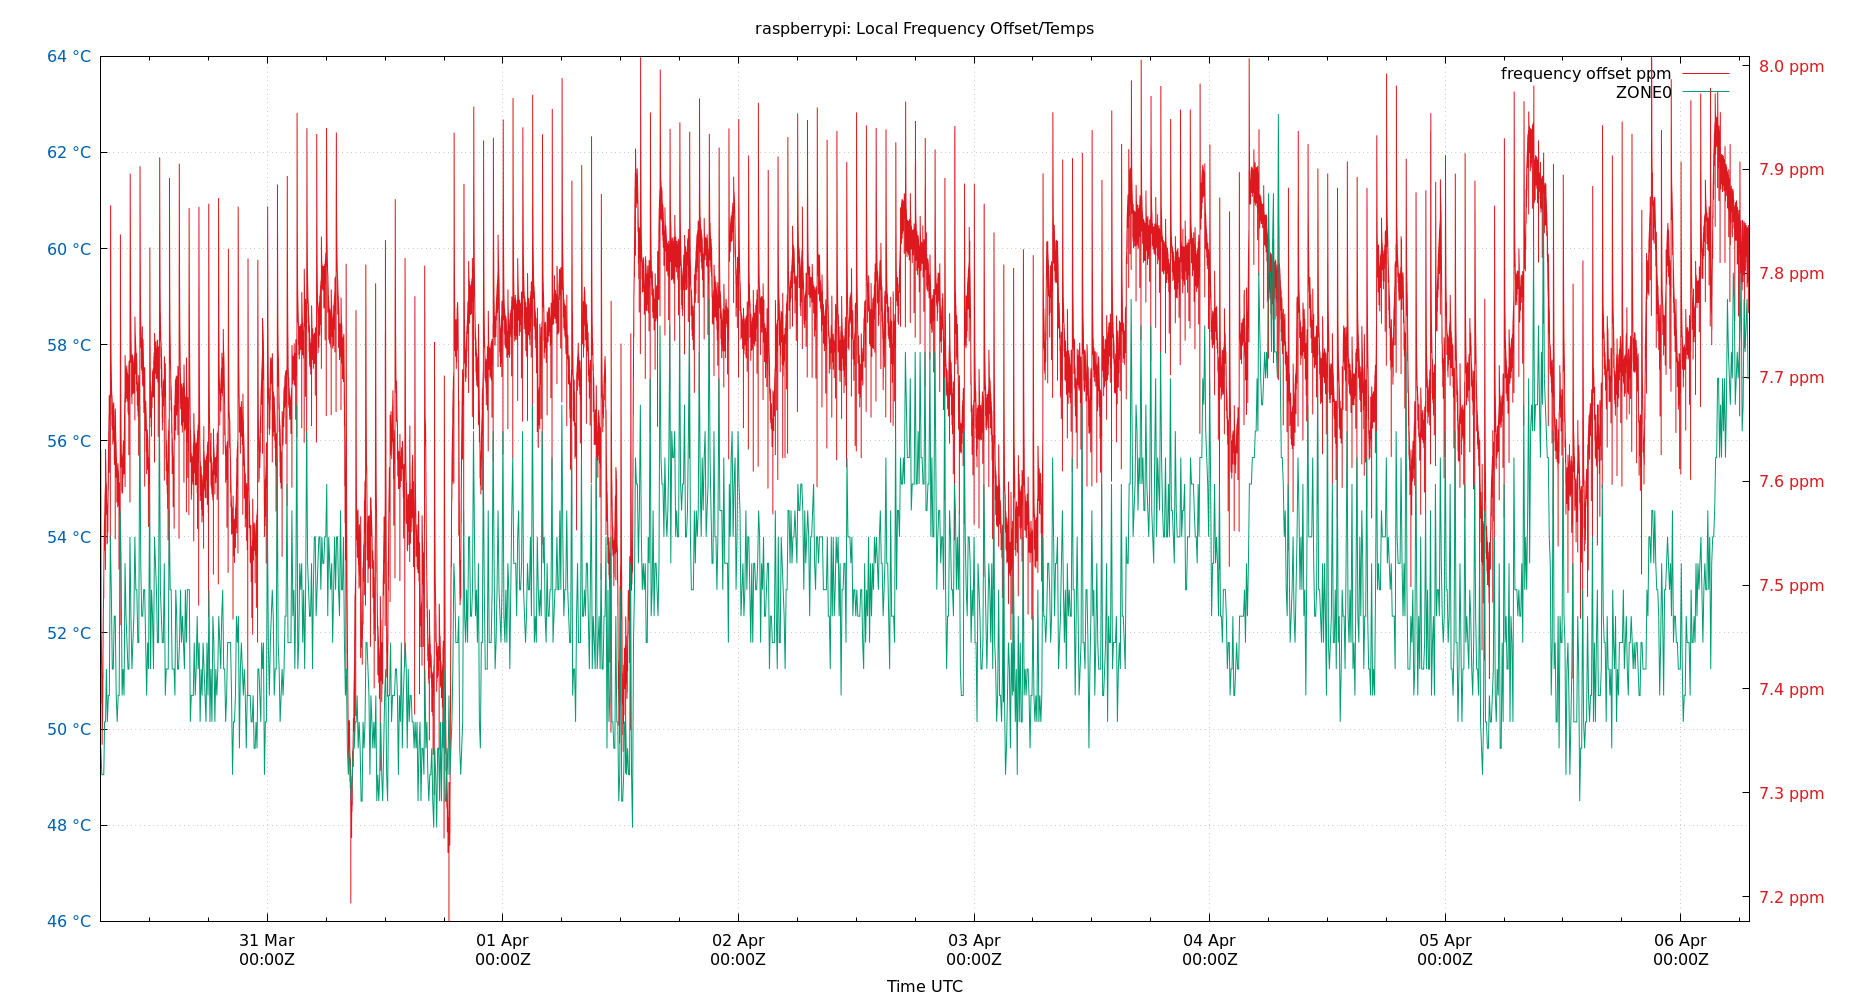 raspberrypi: Local Frequency Offset/Temps
64 °C
62 °C
60 °C
58 °C
56 °C
54 °C
52 °C
50 °C
48 °C
46 °C
8.0 ppm
7.9 ppm
7.8 ppm
7.7 ppm
7.6 ppm
7.5 ppm
7.4 ppm
7.3 ppm
7.2 ppm
frequency offset ppm
ZONE0
31 Mar
00:00Z
01 Apr
00:00Z
02 Apr
00:00Z
03 Apr
00:00Z
04 Apr
00:00Z
05 Apr
00:00Z
06 Apr
00:00Z
Time UTC